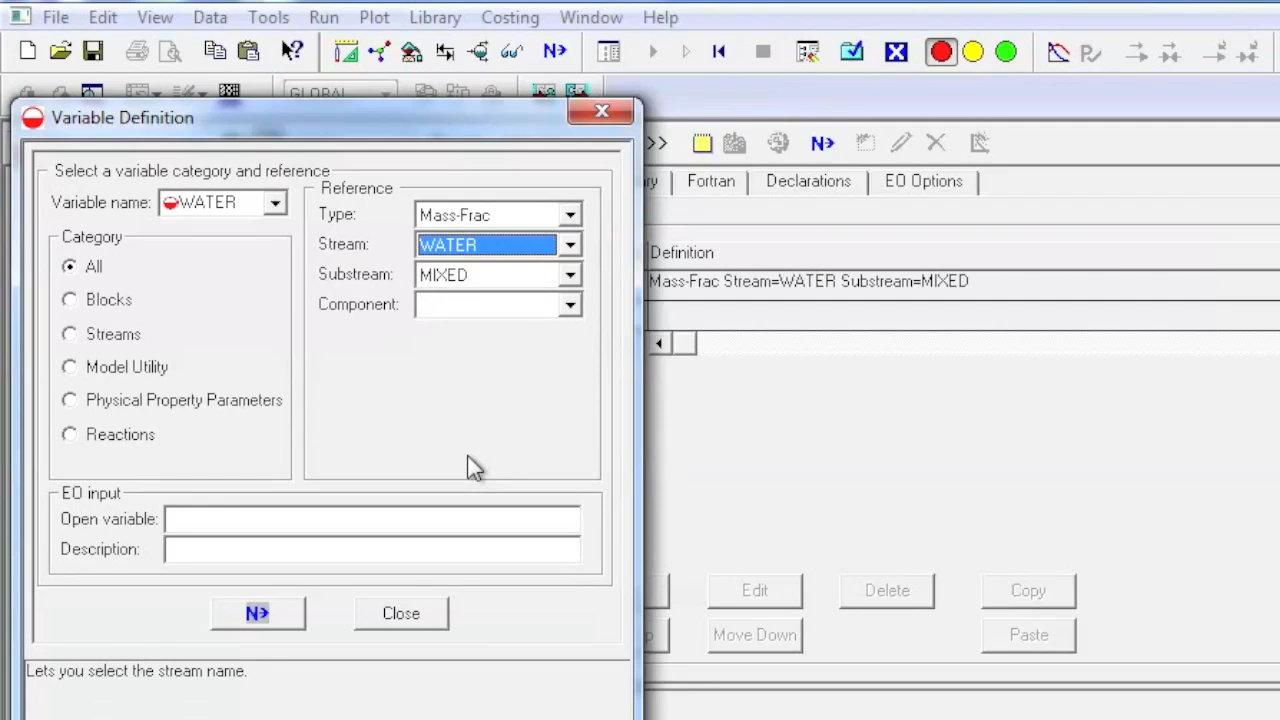 File Edit View Data Tools Run Plot Library Costing Window Help
N>
GLOBAL
Variable Definition
>> N>
Select a variable category and reference
Variable name: WATER
Reference
Type: Mass-Frac
Stream: WATER
Substream: MIXED
Component:
Category
All
Blocks
Streams
Model Utility
Physical Property Parameters
Reactions
EO input
Open variable:
Description:
N> Close
Lets you select the stream name.
ry Fortran Declarations EO Options
Definition
Mass-Frac Stream=WATER Substream=MIXED
Edit Delete Copy
p Move Down Paste